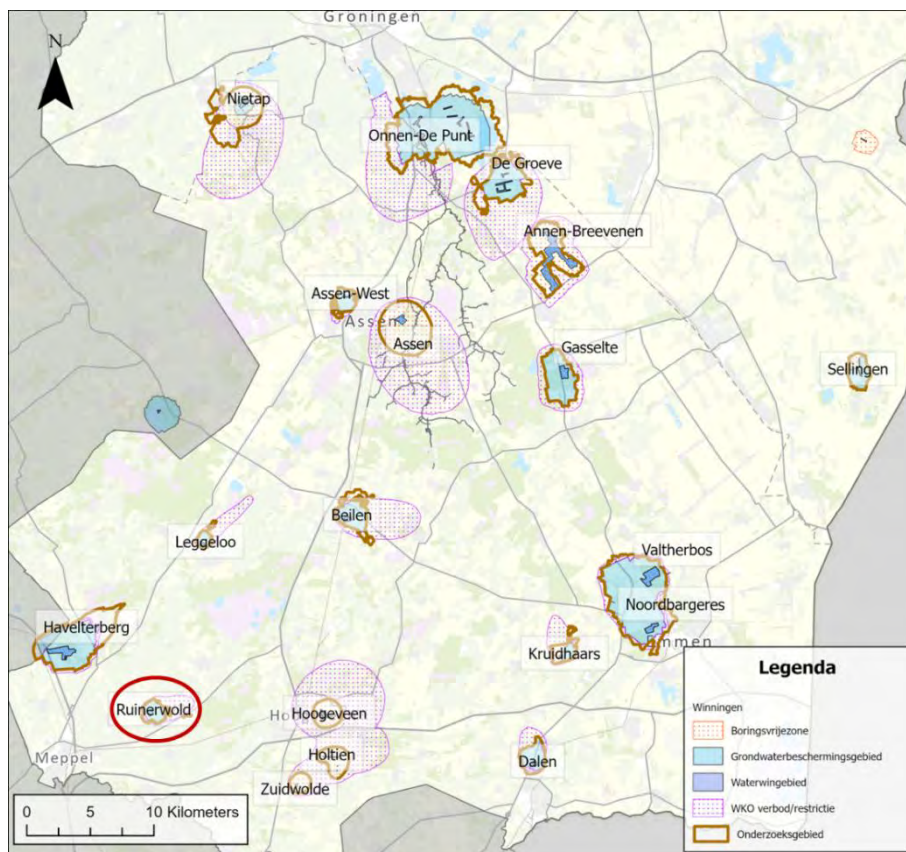 Groningen
N
Nietap
Onnen-De Punt
De Groeve
Annen-Breevenen
Assen-West
Assen
Assen
Gasselte
Sellingen
Beilen
Leggeloo
Valtherbos
Noordbargeres
Havelterberg
mmen
Kruidhaars
Ruinerwold
Hoogeveen
Ho
Holtien
Meppel
Dalen
Zuidwolde
0 5 10 Kilometers
Legenda
Winningen
Boringsvrijezone
Grondwaterbeschermingsgebied
Waterwingebied
WKO verbod/restrictie
Onderzoeksgebied